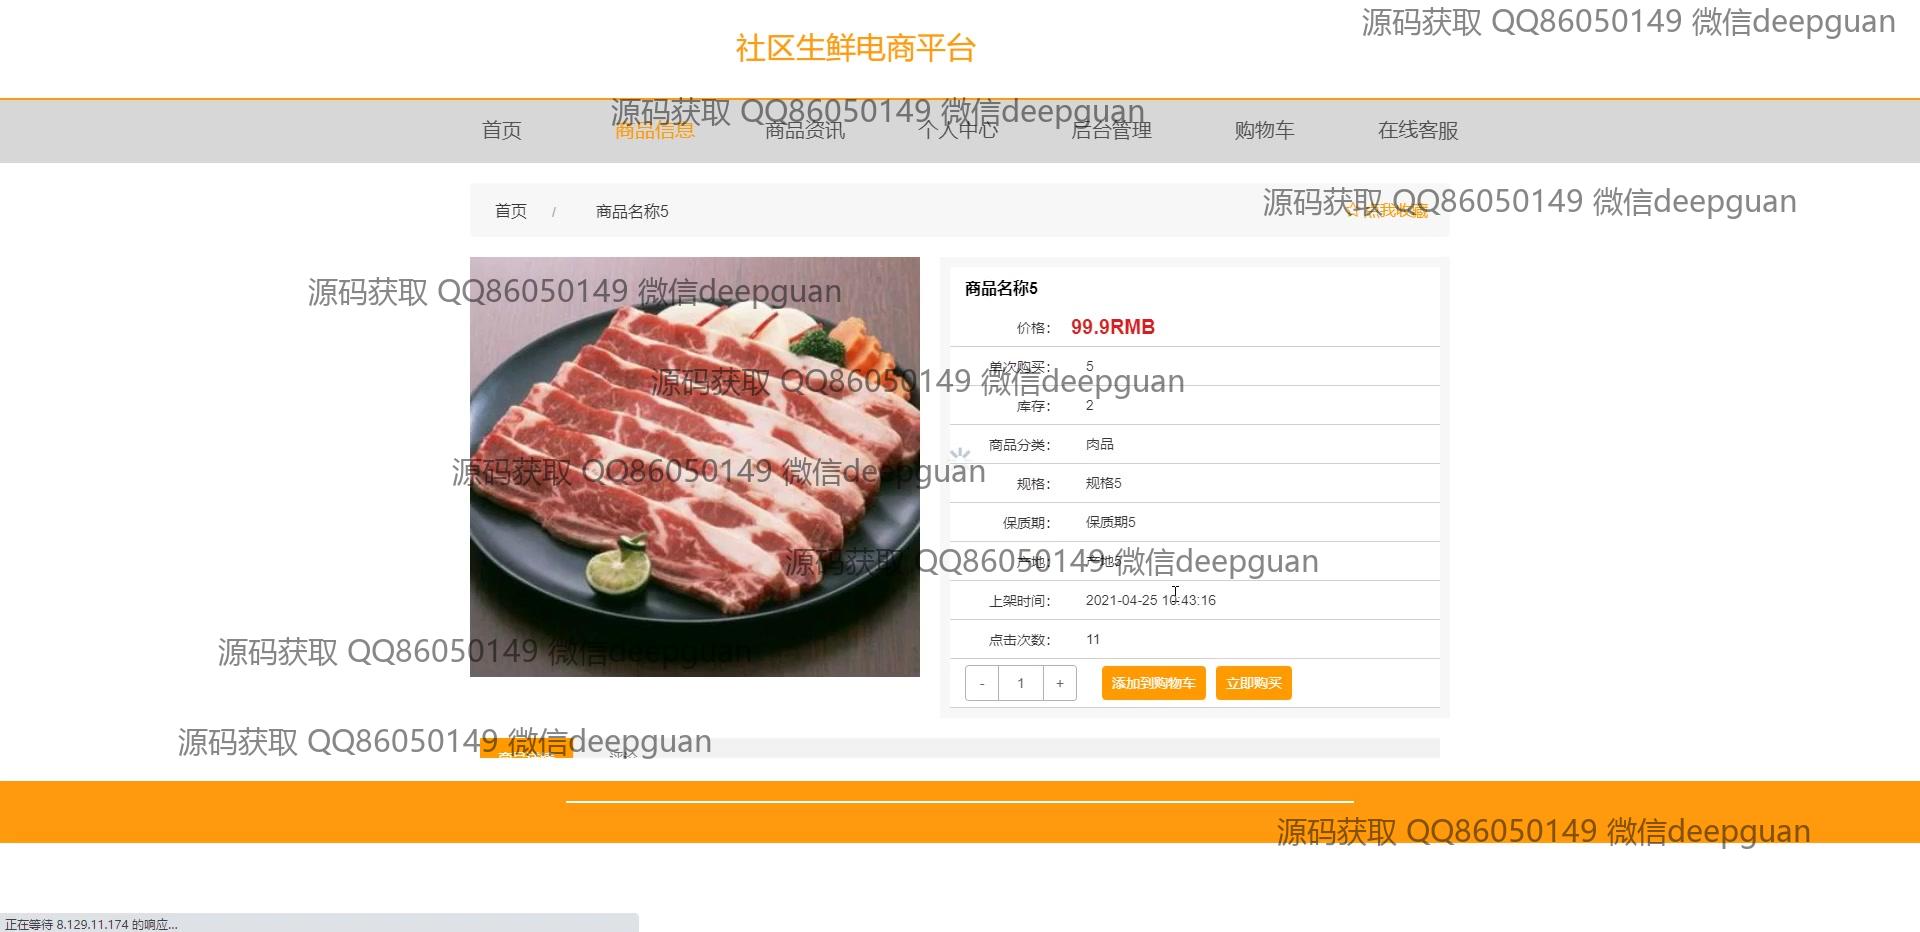 源码获取 QQ86050149 微信deepguan
社区生鲜电商平台
源码获取 QQ86050149 微信deepguan
首页 商品信息 商品资讯 个人中心 后台管理 购物车 在线客服
源码获取 QQ86050149 微信deepguan
首页 / 商品名称5 点我收藏
源码获取 QQ86050149 微信deepguan
商品名称5
价格： 99.9RMB
单次购买： 5
源码获取 QQ86050149 微信deepguan
库存： 2
商品分类： 肉品
源码获取 QQ86050149 微信deepguan
规格： 规格5
保质期： 保质期5
产地： 产地5
源码获取 QQ86050149 微信deepguan
上架时间： 2021-04-25 10:43:16
点击次数： 11
源码获取 QQ86050149 微信deepguan
- 1 + 添加到购物车 立即购买
源码获取 QQ86050149 微信deepguan
评论
源码获取 QQ86050149 微信deepguan
正在等待 8.129.11.174 的响应...